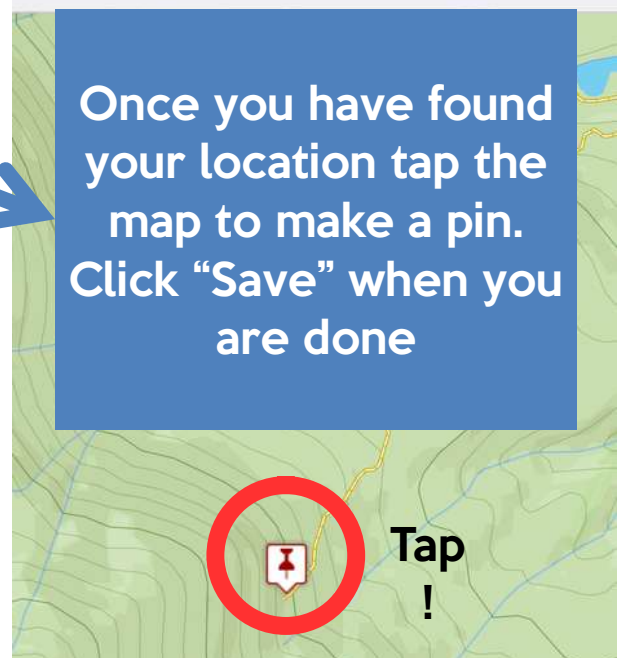 Once you have found
your location tap the
map to make a pin.
Click “Save” when you
are done
Tap
!